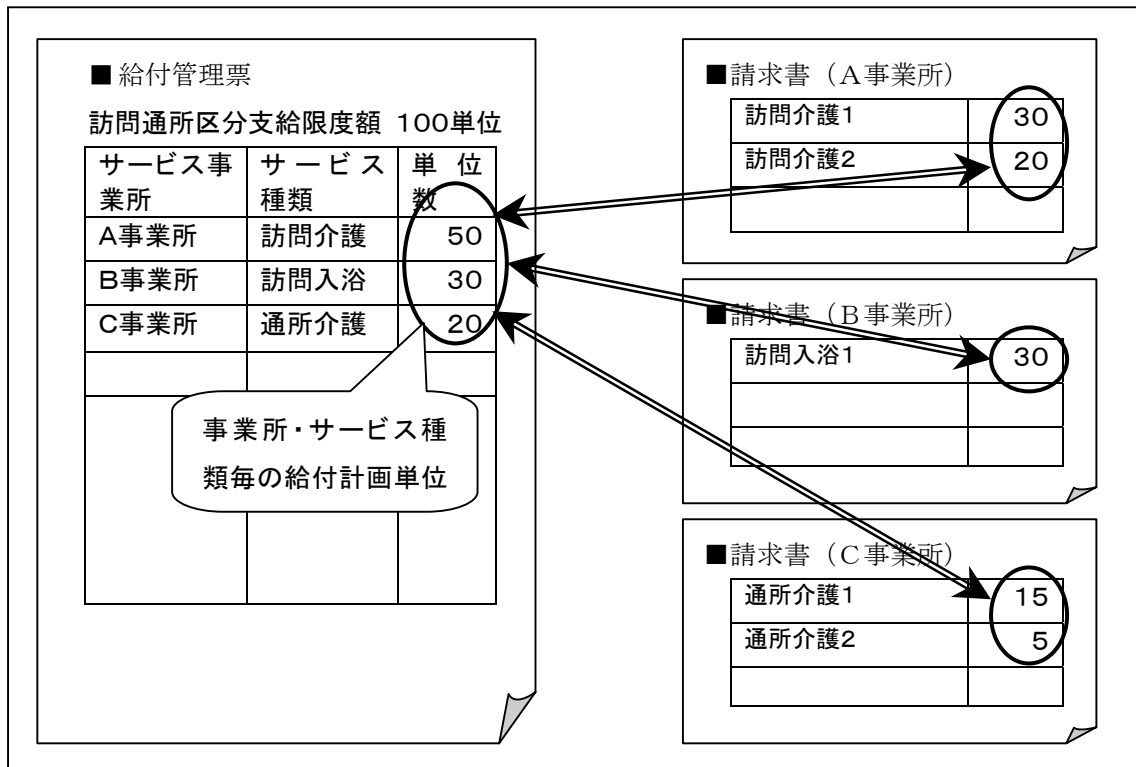 ■ 給付管理票
訪問通所区分支給限度額 100単位
サービス事業所 サービス種類 単位数
A事業所 訪問介護 50
B事業所 訪問入浴 30
C事業所 通所介護 20
事業所・サービス種
類毎の給付計画単位
■請求書(A事業所)
訪問介護1 30
訪問介護2 20
■請求書(B事業所)
訪問入浴1 30
■請求書(C事業所)
通所介護1 15
通所介護2 5